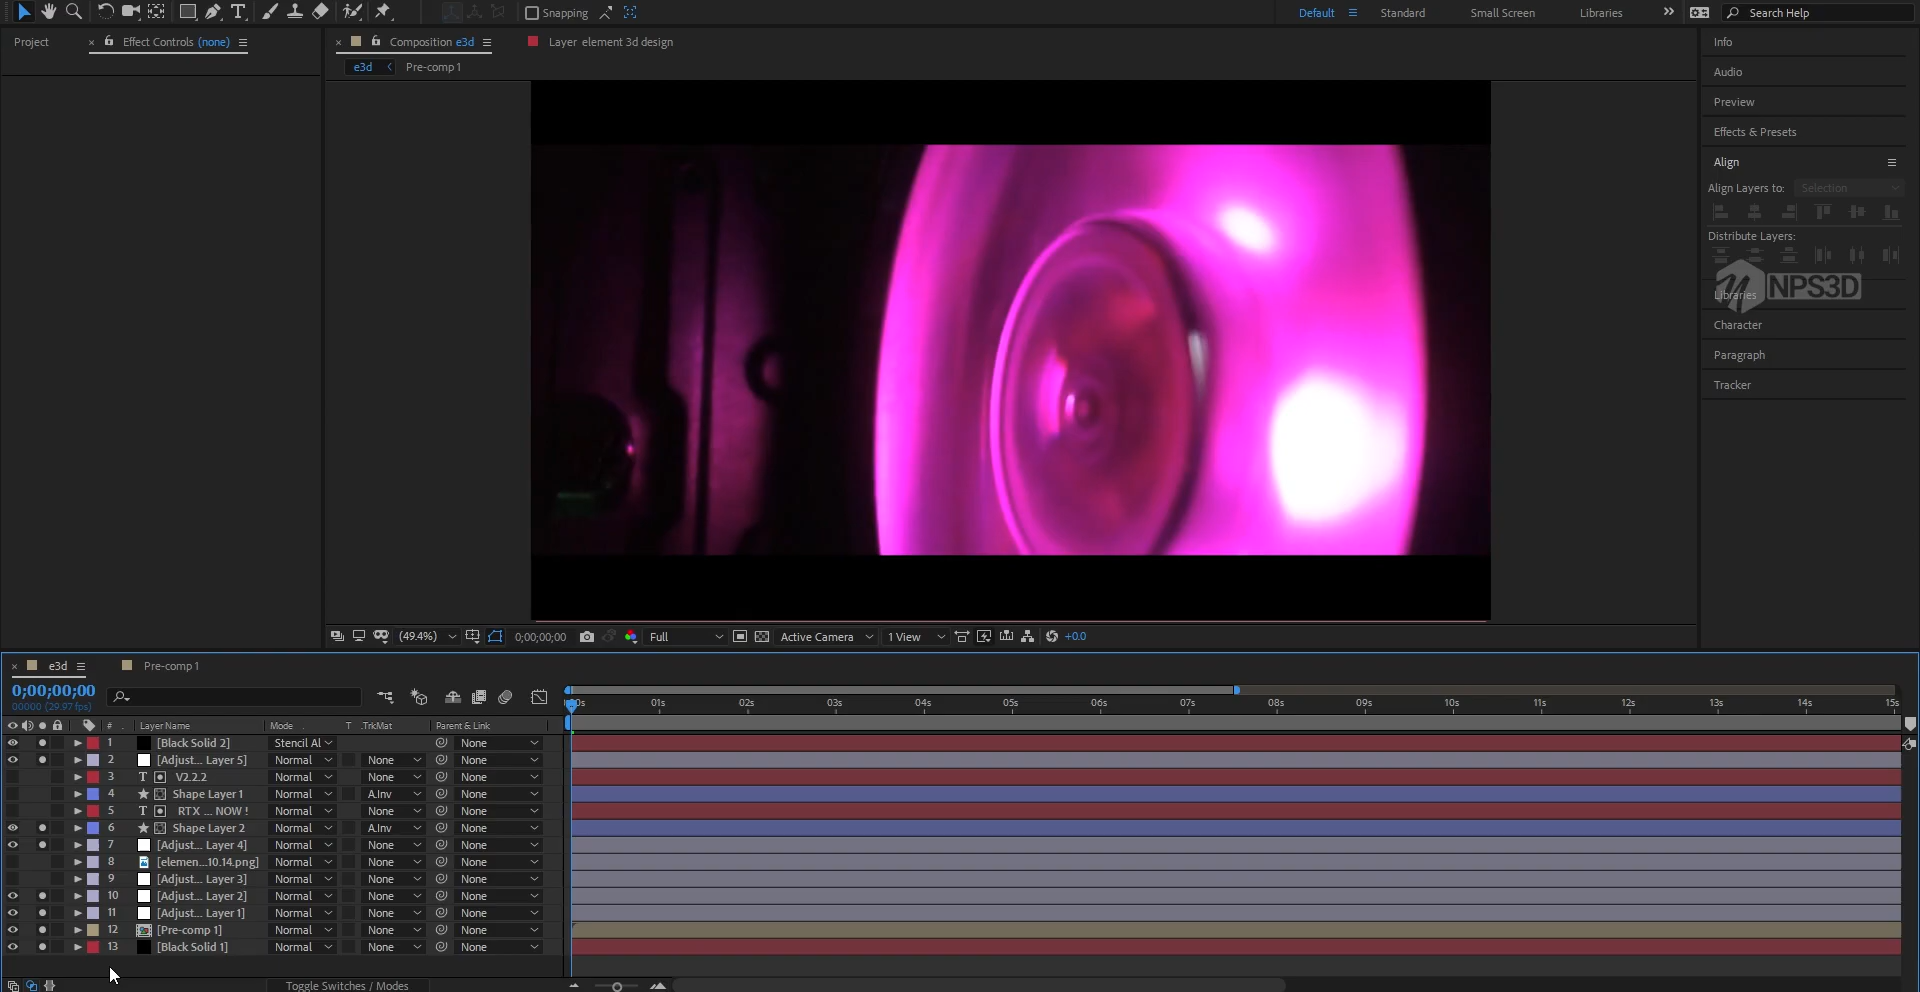 Snapping
Default
Standard
Small Screen
Libraries
Search Help
Project
Effect Controls (none)
Composition e3d
Layer element 3d design
e3d
Pre-comp 1
Info
Audio
Preview
Effects & Presets
Align
Align Layers to: Selection
Distribute Layers:
NPS3D
Libraries
Character
Paragraph
Tracker
(49.4%)
0;00;00;00
Full
Active Camera
1 View
+0.0
e3d
Pre-comp 1
0;00;00;00
00000 (29.97 fps)
01s 02s 03s 04s 05s 06s 07s 08s 09s 10s 11s 12s 13s 14s 15s
# Layer Name Mode T .TrkMat Parent & Link
1 [Black Solid 2] Stencil Al None
2 [Adjust... Layer 5] Normal None None
3 T V2.2.2 Normal None None
4 Shape Layer 1 Normal A.Inv None
5 T RTX ... NOW ! Normal None None
6 Shape Layer 2 Normal A.Inv None
7 [Adjust... Layer 4] Normal None None
8 [elemen...10.14.png] Normal None None
9 [Adjust... Layer 3] Normal None None
10 [Adjust... Layer 2] Normal None None
11 [Adjust... Layer 1] Normal None None
12 [Pre-comp 1] Normal None None
13 [Black Solid 1] Normal None None
Toggle Switches / Modes